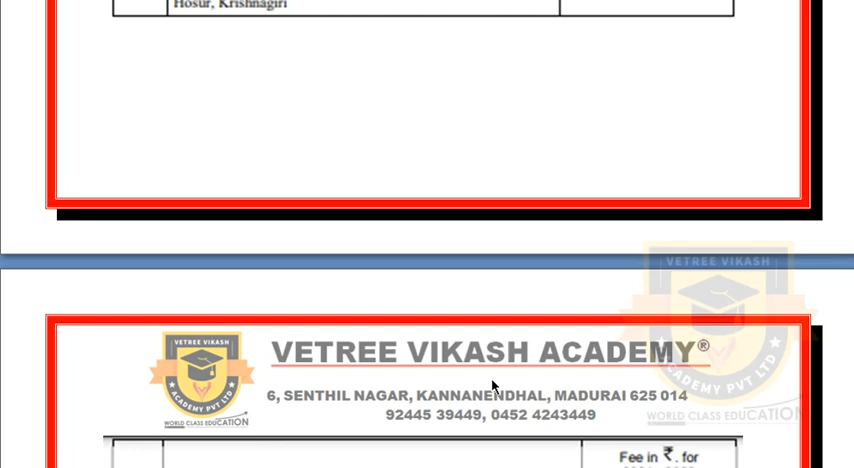 Hosur, Krishnagiri
VETREE VIKASH
VETREE VIKASH
ACADEMY PVT LTD
WORLD CLASS EDUCATION
VETREE VIKASH ACADEMY®
6, SENTHIL NAGAR, KANNANENDHAL, MADURAI 625 014
92445 39449, 0452 4243449
ACADEMY PVT LTD
WORLD CLASS EDUCATION
Fee in ₹. for